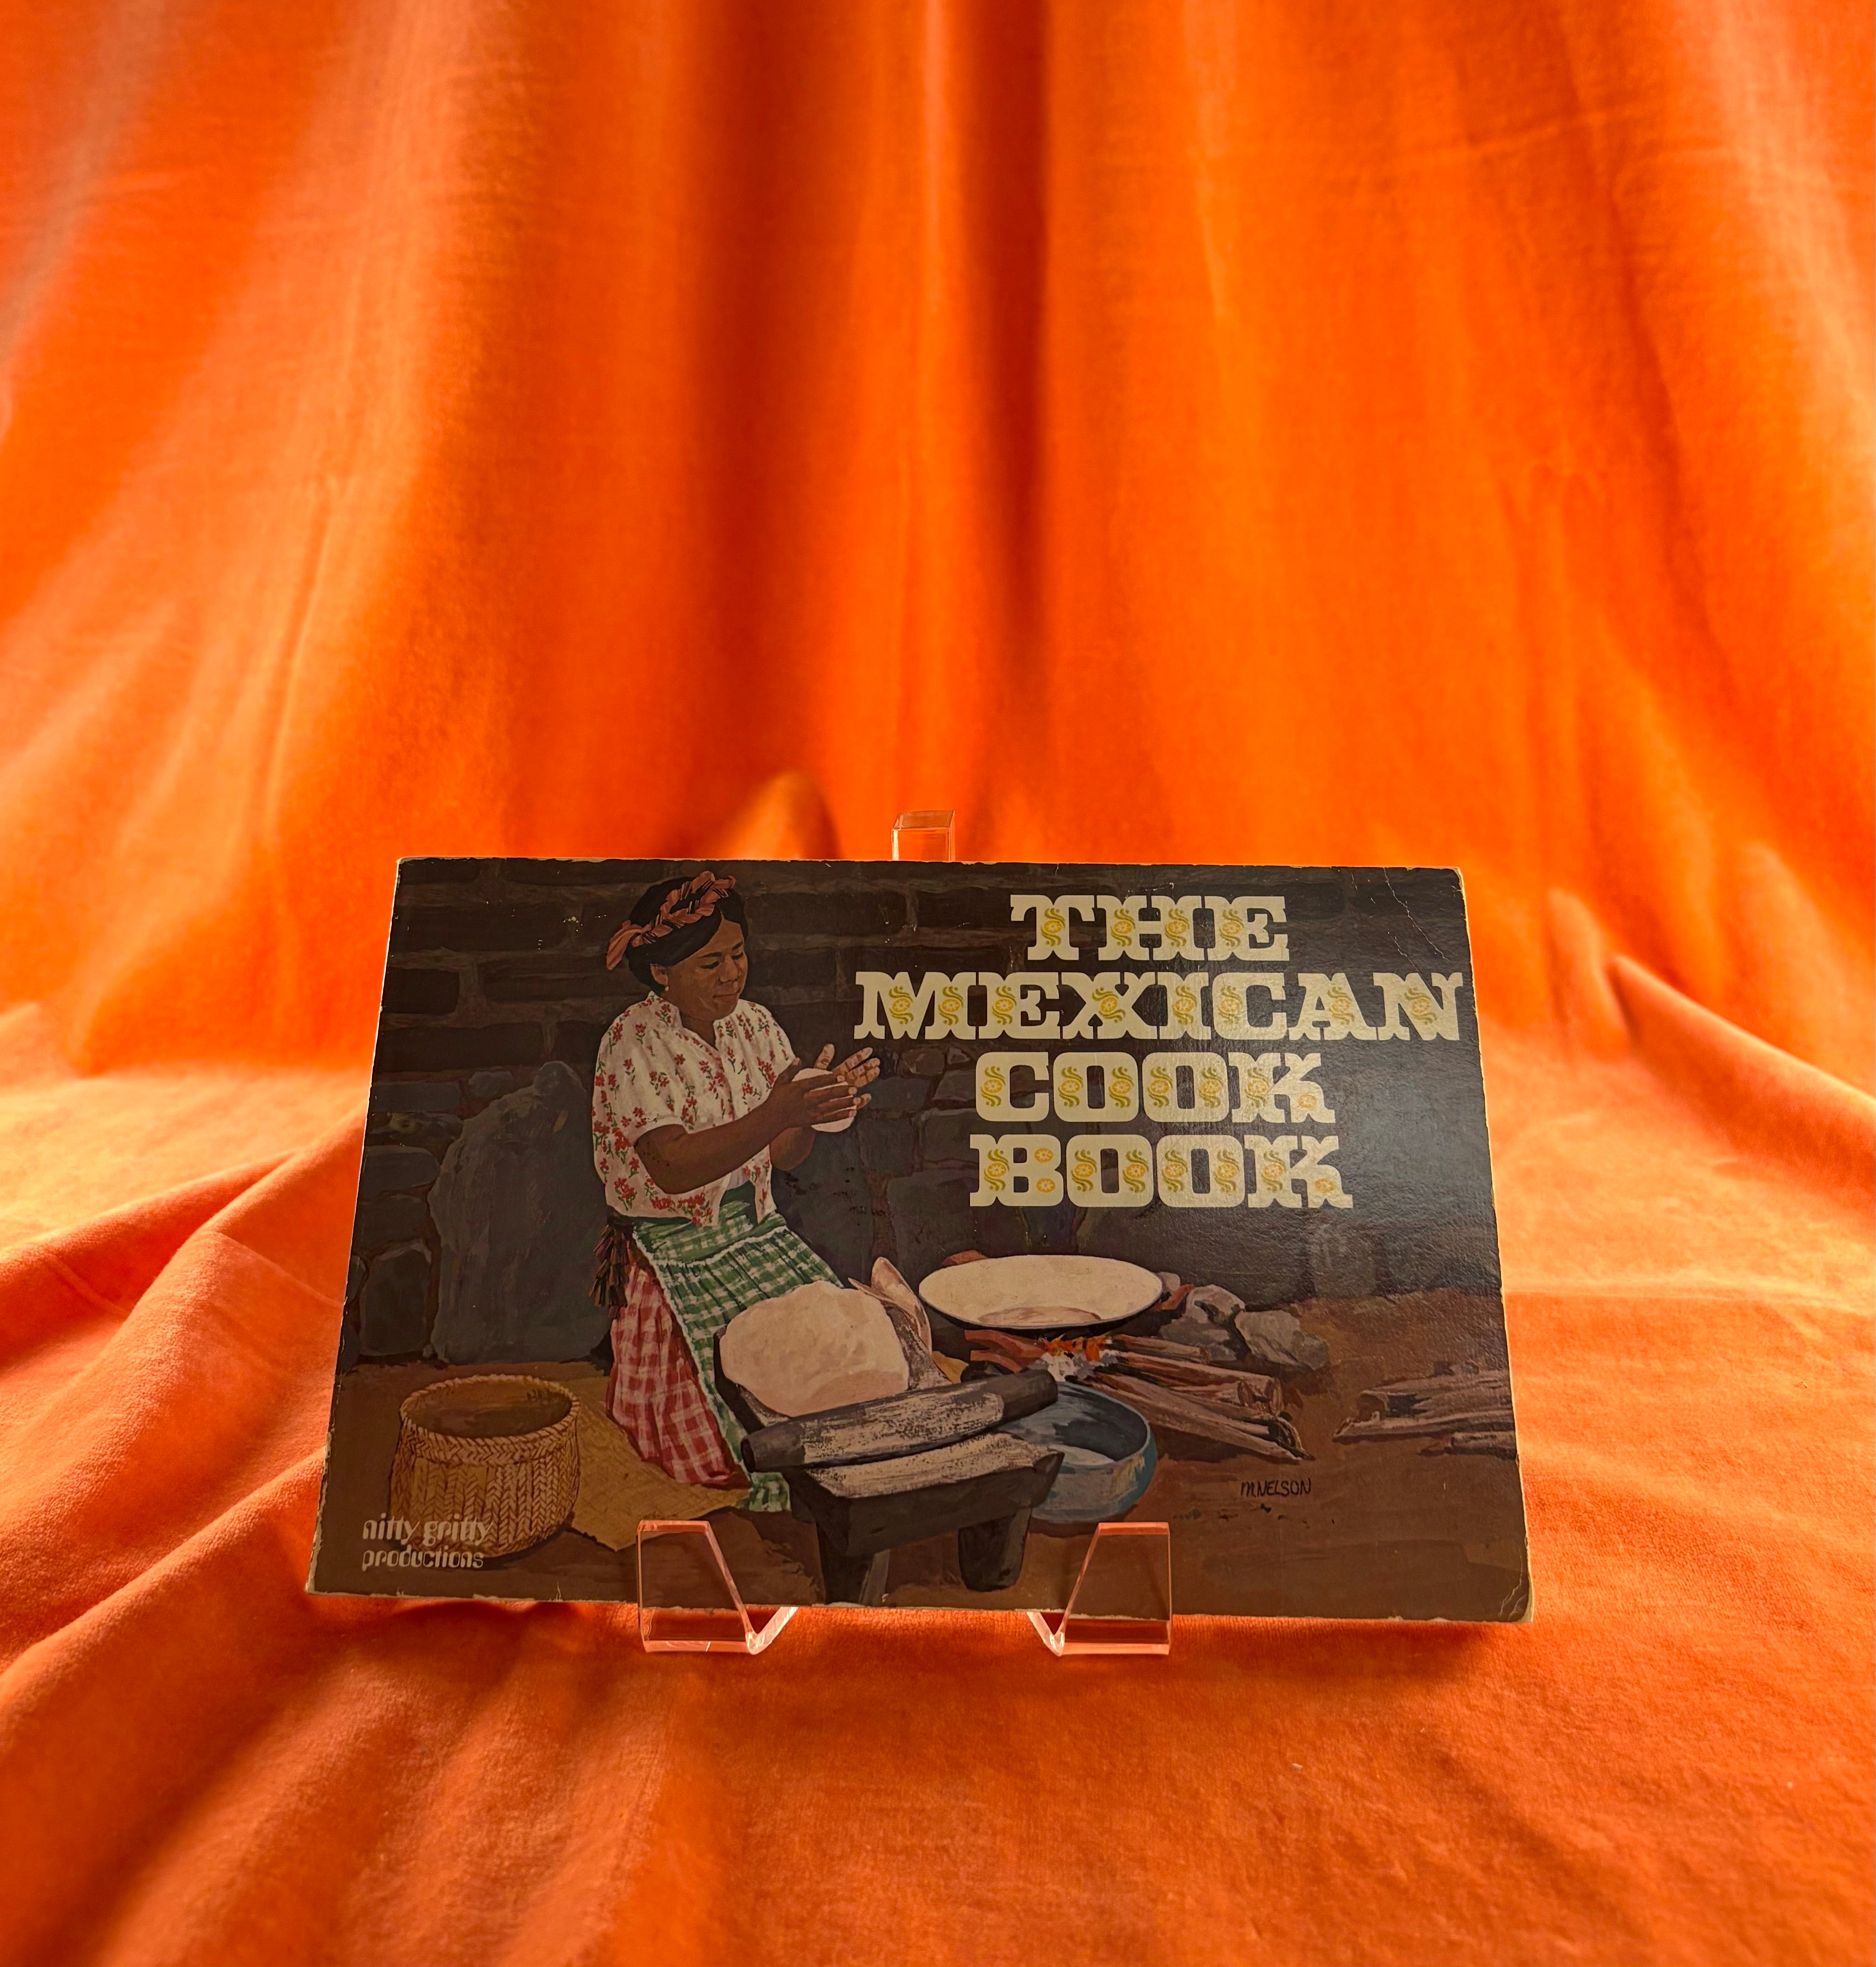 THE
MEXICAN
COOK
BOOK
M.NELSON
nitty gritty
productions